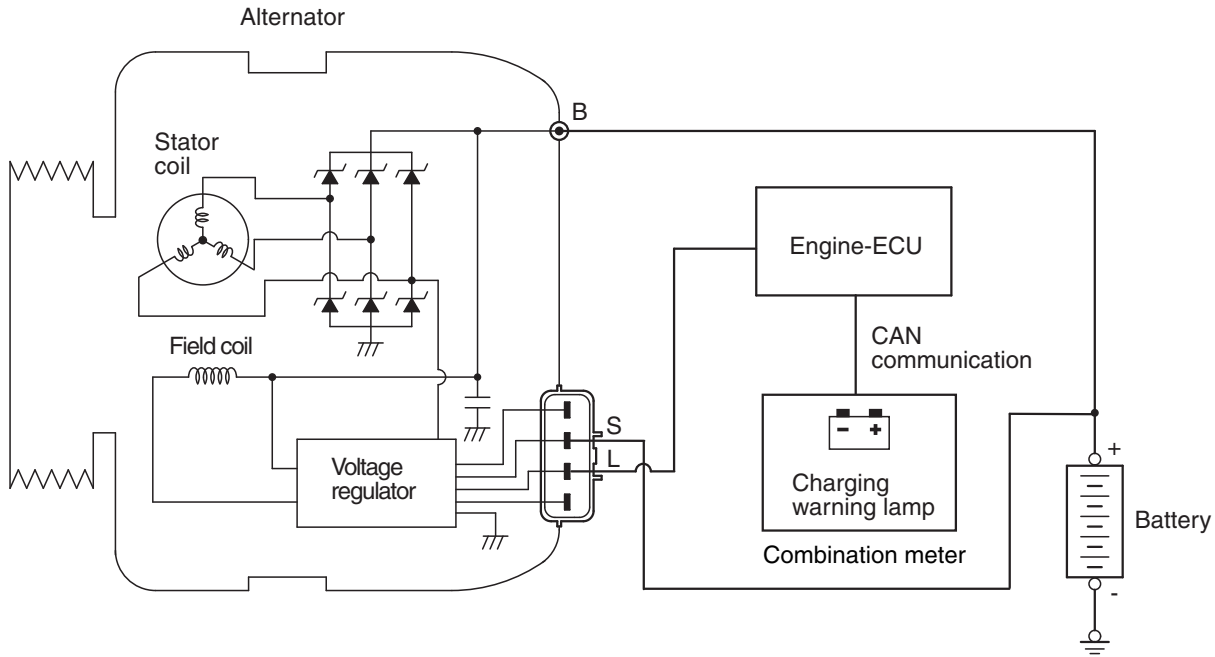 Alternator
B
Stator
coil
Engine-ECU
CAN
communication
Field coil
S
L
- +
+
Voltage
regulator
Charging
warning lamp
Battery
Combination meter
-